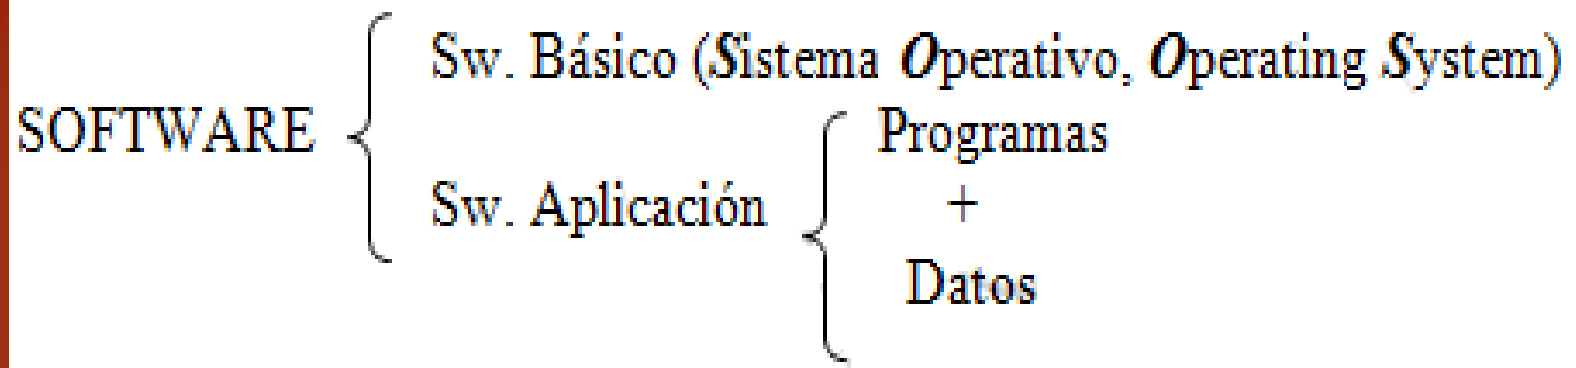 Sw. Básico (Sistema Operativo, Operating System)
SOFTWARE
Programas
Sw. Aplicación
+
Datos